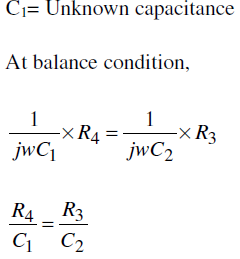 C₁= Unknown capacitance
At balance condition,
1/jwC₁ × R₄ = 1/jwC₂ × R₃
R₄/C₁ = R₃/C₂